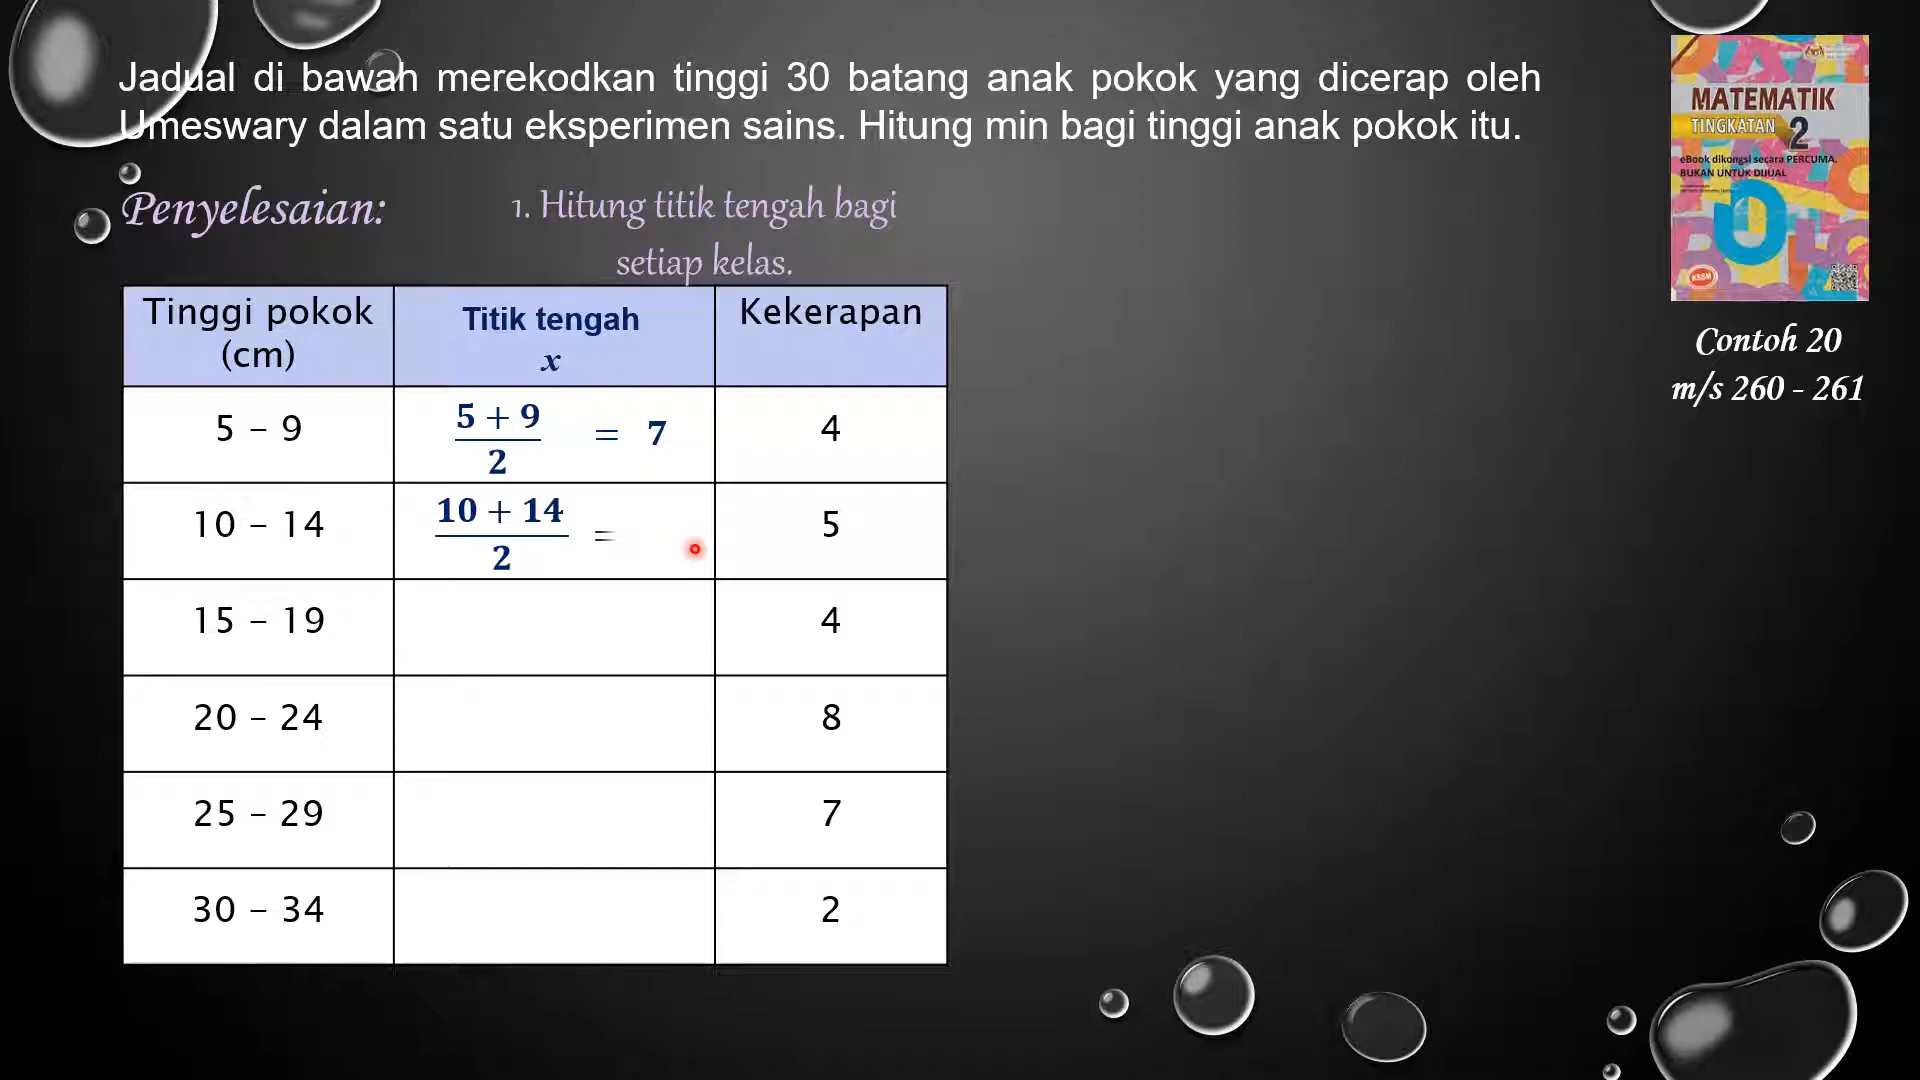 Jadual di bawah merekodkan tinggi 30 batang anak pokok yang dicerap oleh
Umeswary dalam satu eksperimen sains. Hitung min bagi tinggi anak pokok itu.
Penyelesaian:
1. Hitung titik tengah bagi
setiap kelas.
Tinggi pokok (cm) Titik tengah x Kekerapan
5 – 9 (5 + 9)/2 = 7 4
10 – 14 (10 + 14)/2 = 5
15 – 19 4
20 – 24 8
25 – 29 7
30 – 34 2
MATEMATIK
TINGKATAN 2
eBook dikongsi secara PERCUMA.
BUKAN UNTUK DIJUAL
KSSM
Contoh 20
m/s 260 - 261